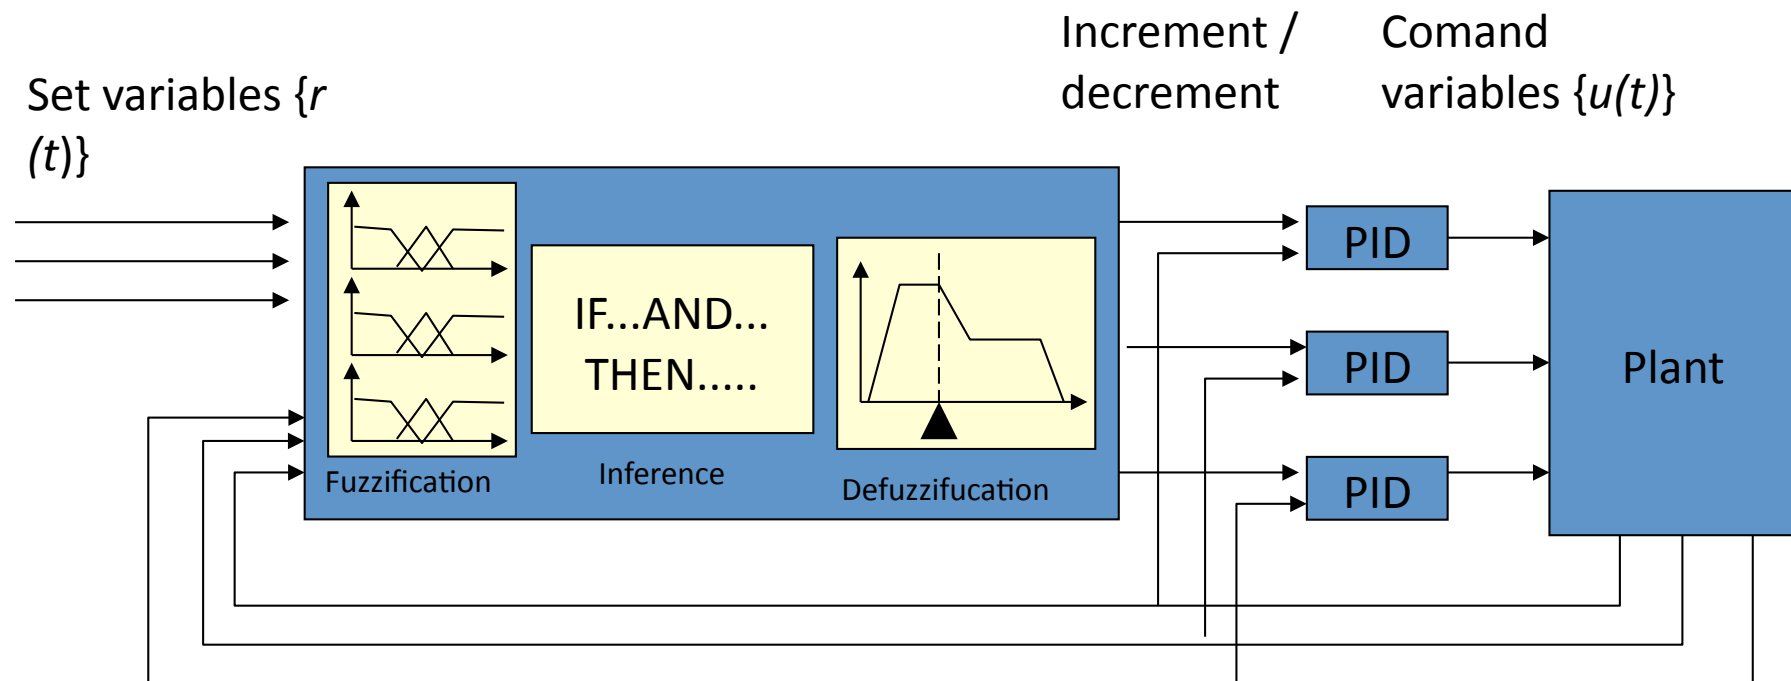 Increment /
decrement
Comand
variables {u(t)}
Set variables {r
(t)}
PID
IF...AND...
THEN.....
PID
Plant
Fuzzification
Inference
Defuzzifucation
PID